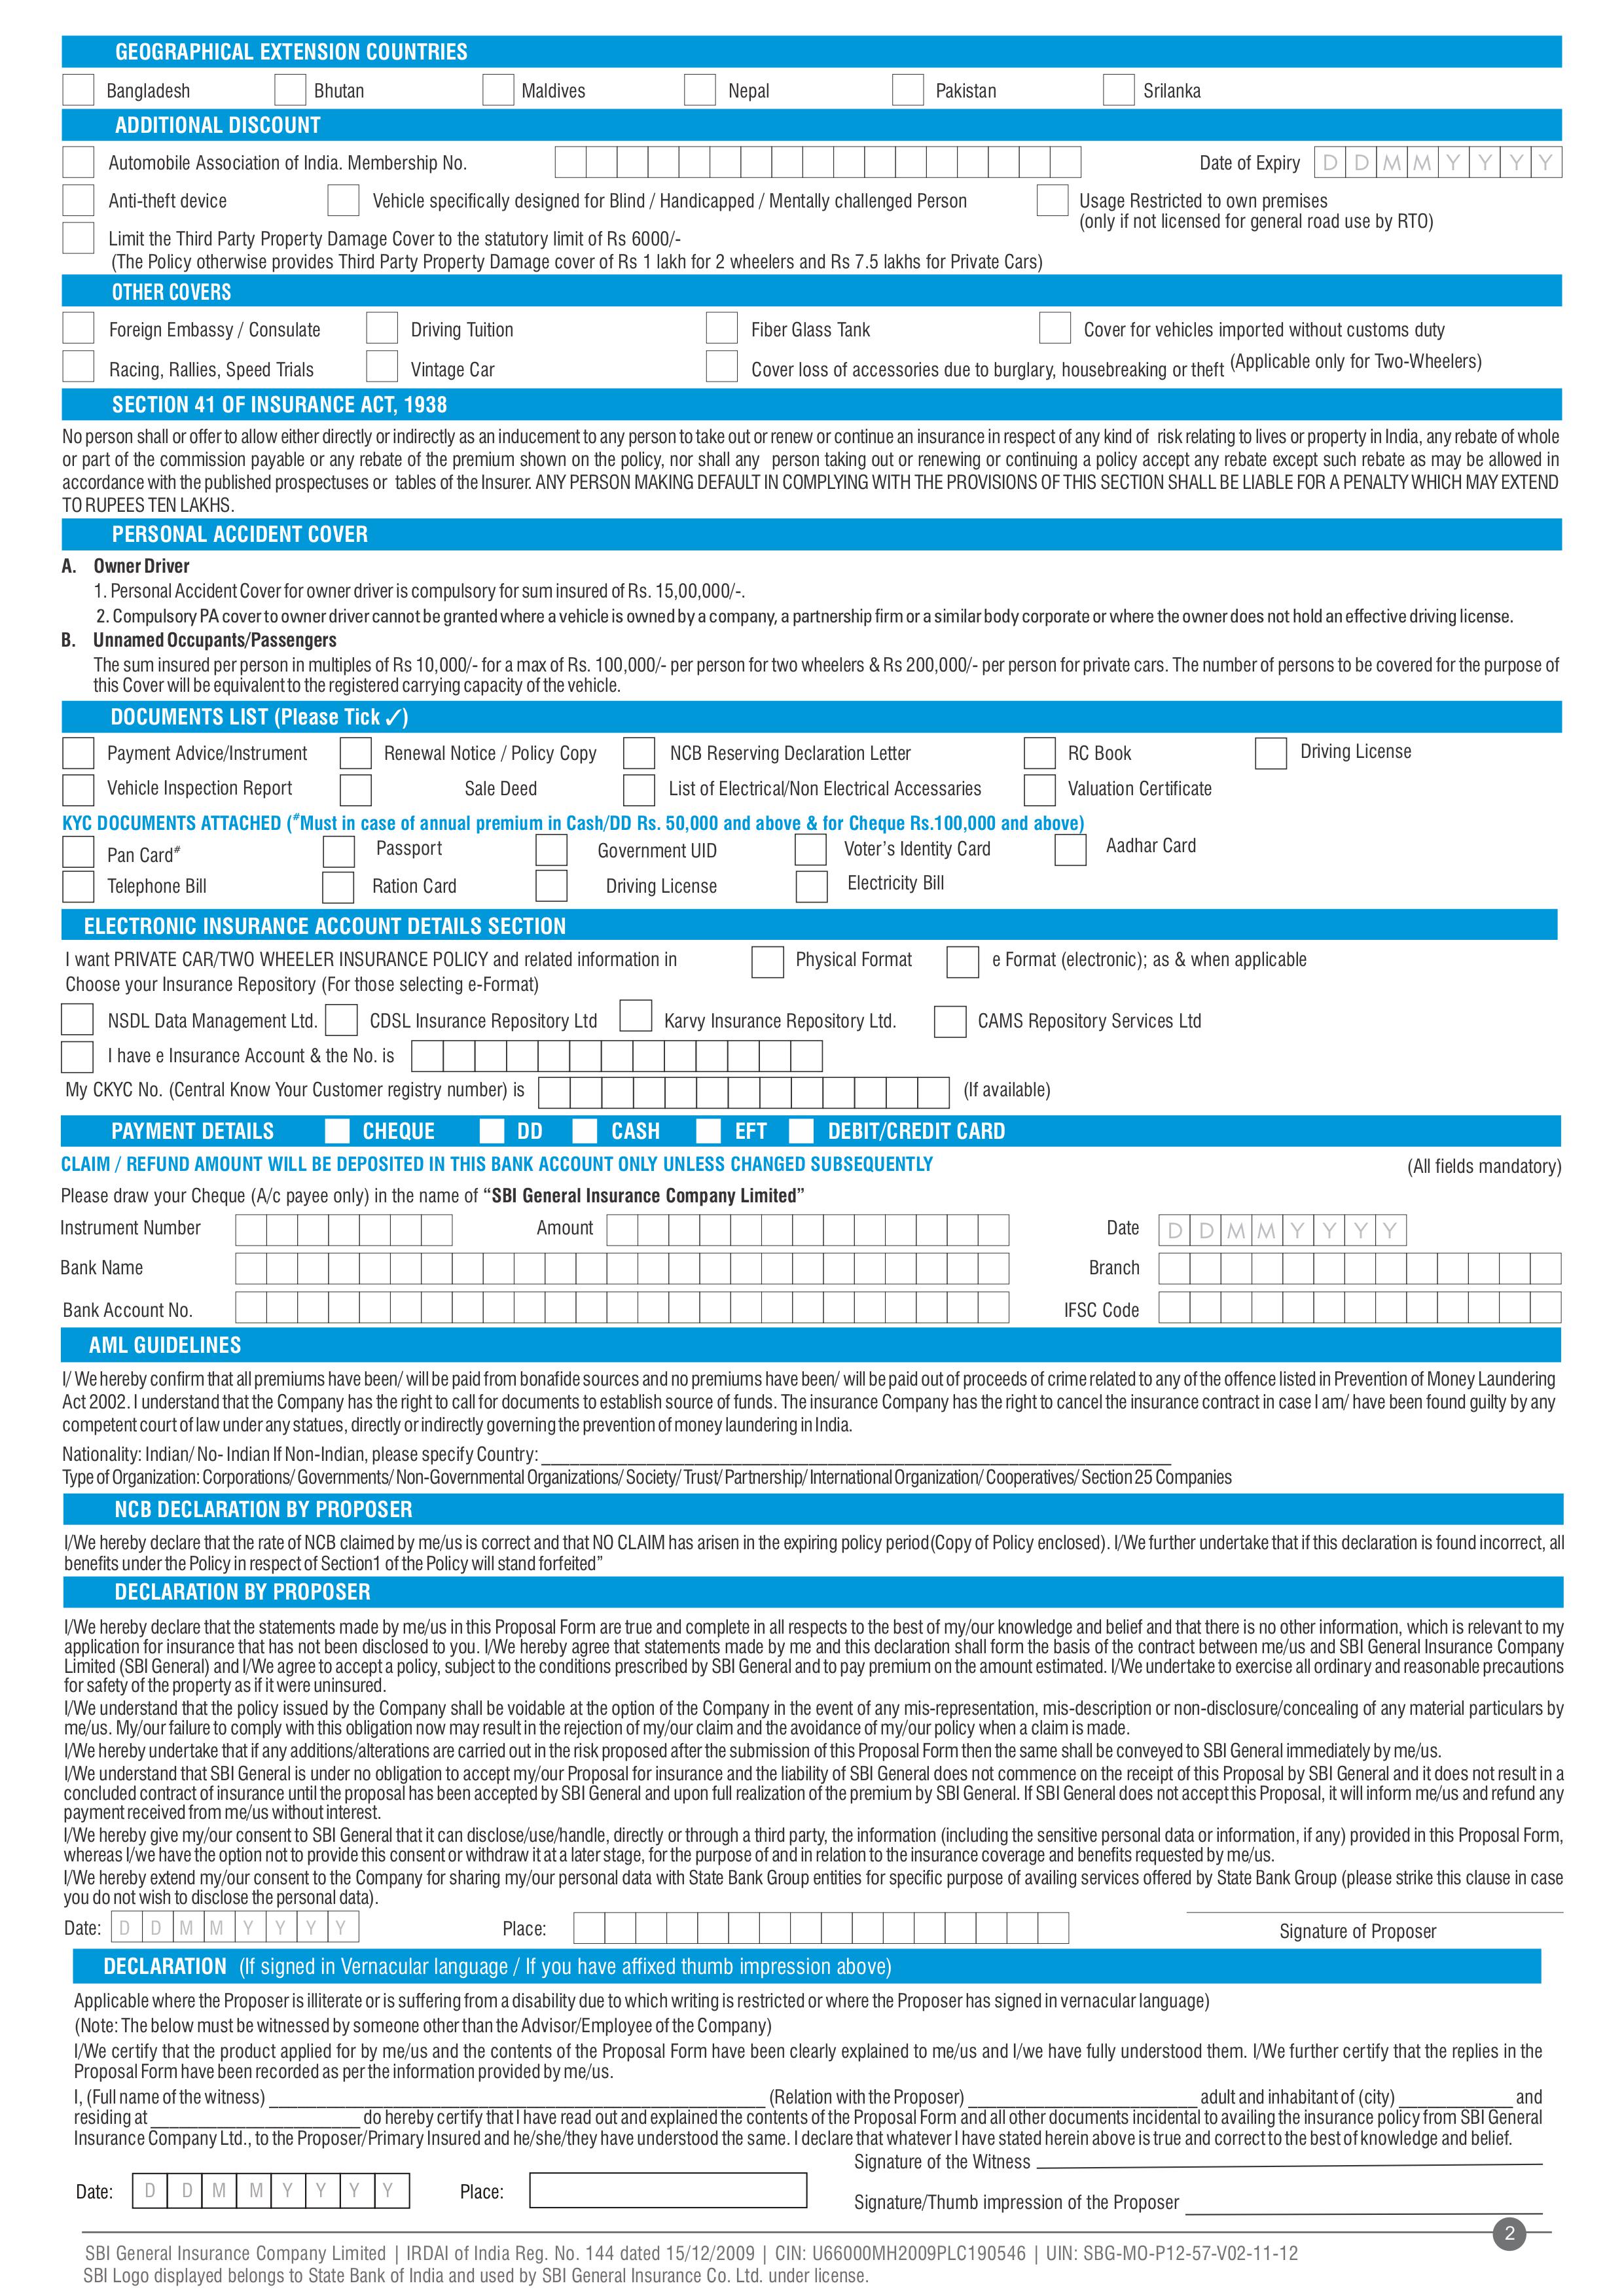 GEOGRAPHICAL EXTENSION COUNTRIES
Bangladesh Bhutan Maldives Nepal Pakistan Srilanka
ADDITIONAL DISCOUNT
Automobile Association of India. Membership No. Date of Expiry D D M M Y Y Y Y
Anti-theft device Vehicle specifically designed for Blind / Handicapped / Mentally challenged Person Usage Restricted to own premises
(only if not licensed for general road use by RTO)
Limit the Third Party Property Damage Cover to the statutory limit of Rs 6000/-
(The Policy otherwise provides Third Party Property Damage cover of Rs 1 lakh for 2 wheelers and Rs 7.5 lakhs for Private Cars)
OTHER COVERS
Foreign Embassy / Consulate Driving Tuition Fiber Glass Tank Cover for vehicles imported without customs duty
Racing, Rallies, Speed Trials Vintage Car Cover loss of accessories due to burglary, housebreaking or theft (Applicable only for Two-Wheelers)
SECTION 41 OF INSURANCE ACT, 1938
No person shall or offer to allow either directly or indirectly as an inducement to any person to take out or renew or continue an insurance in respect of any kind of risk relating to lives or property in India, any rebate of whole
or part of the commission payable or any rebate of the premium shown on the policy, nor shall any person taking out or renewing or continuing a policy accept any rebate except such rebate as may be allowed in
accordance with the published prospectuses or tables of the Insurer. ANY PERSON MAKING DEFAULT IN COMPLYING WITH THE PROVISIONS OF THIS SECTION SHALL BE LIABLE FOR A PENALTY WHICH MAY EXTEND
TO RUPEES TEN LAKHS.
PERSONAL ACCIDENT COVER
A. Owner Driver
1. Personal Accident Cover for owner driver is compulsory for sum insured of Rs. 15,00,000/-.
2. Compulsory PA cover to owner driver cannot be granted where a vehicle is owned by a company, a partnership firm or a similar body corporate or where the owner does not hold an effective driving license.
B. Unnamed Occupants/Passengers
The sum insured per person in multiples of Rs 10,000/- for a max of Rs. 100,000/- per person for two wheelers & Rs 200,000/- per person for private cars. The number of persons to be covered for the purpose of
this Cover will be equivalent to the registered carrying capacity of the vehicle.
DOCUMENTS LIST (Please Tick ✓)
Payment Advice/Instrument Renewal Notice / Policy Copy NCB Reserving Declaration Letter RC Book Driving License
Vehicle Inspection Report Sale Deed List of Electrical/Non Electrical Accessaries Valuation Certificate
KYC DOCUMENTS ATTACHED (#Must in case of annual premium in Cash/DD Rs. 50,000 and above & for Cheque Rs.100,000 and above)
Pan Card# Passport Government UID Voter's Identity Card Aadhar Card
Telephone Bill Ration Card Driving License Electricity Bill
ELECTRONIC INSURANCE ACCOUNT DETAILS SECTION
I want PRIVATE CAR/TWO WHEELER INSURANCE POLICY and related information in Physical Format e Format (electronic); as & when applicable
Choose your Insurance Repository (For those selecting e-Format)
NSDL Data Management Ltd. CDSL Insurance Repository Ltd Karvy Insurance Repository Ltd. CAMS Repository Services Ltd
I have e Insurance Account & the No. is
My CKYC No. (Central Know Your Customer registry number) is (If available)
PAYMENT DETAILS CHEQUE DD CASH EFT DEBIT/CREDIT CARD
CLAIM / REFUND AMOUNT WILL BE DEPOSITED IN THIS BANK ACCOUNT ONLY UNLESS CHANGED SUBSEQUENTLY (All fields mandatory)
Please draw your Cheque (A/c payee only) in the name of “SBI General Insurance Company Limited”
Instrument Number Amount Date D D M M Y Y Y Y
Bank Name Branch
Bank Account No. IFSC Code
AML GUIDELINES
I/ We hereby confirm that all premiums have been/ will be paid from bonafide sources and no premiums have been/ will be paid out of proceeds of crime related to any of the offence listed in Prevention of Money Laundering
Act 2002. I understand that the Company has the right to call for documents to establish source of funds. The insurance Company has the right to cancel the insurance contract in case I am/ have been found guilty by any
competent court of law under any statues, directly or indirectly governing the prevention of money laundering in India.
Nationality: Indian/ No- Indian If Non-Indian, please specify Country:
Type of Organization: Corporations/ Governments/ Non-Governmental Organizations/ Society/ Trust/ Partnership/ International Organization/ Cooperatives/ Section 25 Companies
NCB DECLARATION BY PROPOSER
I/We hereby declare that the rate of NCB claimed by me/us is correct and that NO CLAIM has arisen in the expiring policy period(Copy of Policy enclosed). I/We further undertake that if this declaration is found incorrect, all
benefits under the Policy in respect of Section1 of the Policy will stand forfeited”
DECLARATION BY PROPOSER
I/We hereby declare that the statements made by me/us in this Proposal Form are true and complete in all respects to the best of my/our knowledge and belief and that there is no other information, which is relevant to my
application for insurance that has not been disclosed to you. I/We hereby agree that statements made by me and this declaration shall form the basis of the contract between me/us and SBI General Insurance Company
Limited (SBI General) and I/We agree to accept a policy, subject to the conditions prescribed by SBI General and to pay premium on the amount estimated. I/We undertake to exercise all ordinary and reasonable precautions
for safety of the property as if it were uninsured.
I/We understand that the policy issued by the Company shall be voidable at the option of the Company in the event of any mis-representation, mis-description or non-disclosure/concealing of any material particulars by
me/us. My/our failure to comply with this obligation now may result in the rejection of my/our claim and the avoidance of my/our policy when a claim is made.
I/We hereby undertake that if any additions/alterations are carried out in the risk proposed after the submission of this Proposal Form then the same shall be conveyed to SBI General immediately by me/us.
I/We understand that SBI General is under no obligation to accept my/our Proposal for insurance and the liability of SBI General does not commence on the receipt of this Proposal by SBI General and it does not result in a
concluded contract of insurance until the proposal has been accepted by SBI General and upon full realization of the premium by SBI General. If SBI General does not accept this Proposal, it will inform me/us and refund any
payment received from me/us without interest.
I/We hereby give my/our consent to SBI General that it can disclose/use/handle, directly or through a third party, the information (including the sensitive personal data or information, if any) provided in this Proposal Form,
whereas I/we have the option not to provide this consent or withdraw it at a later stage, for the purpose of and in relation to the insurance coverage and benefits requested by me/us.
I/We hereby extend my/our consent to the Company for sharing my/our personal data with State Bank Group entities for specific purpose of availing services offered by State Bank Group (please strike this clause in case
you do not wish to disclose the personal data).
Date: D D M M Y Y Y Y Place: Signature of Proposer
DECLARATION (If signed in Vernacular language / If you have affixed thumb impression above)
Applicable where the Proposer is illiterate or is suffering from a disability due to which writing is restricted or where the Proposer has signed in vernacular language)
(Note: The below must be witnessed by someone other than the Advisor/Employee of the Company)
I/We certify that the product applied for by me/us and the contents of the Proposal Form have been clearly explained to me/us and I/we have fully understood them. I/We further certify that the replies in the
Proposal Form have been recorded as per the information provided by me/us.
I, (Full name of the witness) (Relation with the Proposer) adult and inhabitant of (city) and
residing at do hereby certify that I have read out and explained the contents of the Proposal Form and all other documents incidental to availing the insurance policy from SBI General
Insurance Company Ltd., to the Proposer/Primary Insured and he/she/they have understood the same. I declare that whatever I have stated herein above is true and correct to the best of knowledge and belief.
Signature of the Witness
Date: D D M M Y Y Y Y Place:
Signature/Thumb impression of the Proposer
2
SBI General Insurance Company Limited | IRDAI of India Reg. No. 144 dated 15/12/2009 | CIN: U66000MH2009PLC190546 | UIN: SBG-MO-P12-57-V02-11-12
SBI Logo displayed belongs to State Bank of India and used by SBI General Insurance Co. Ltd. under license.